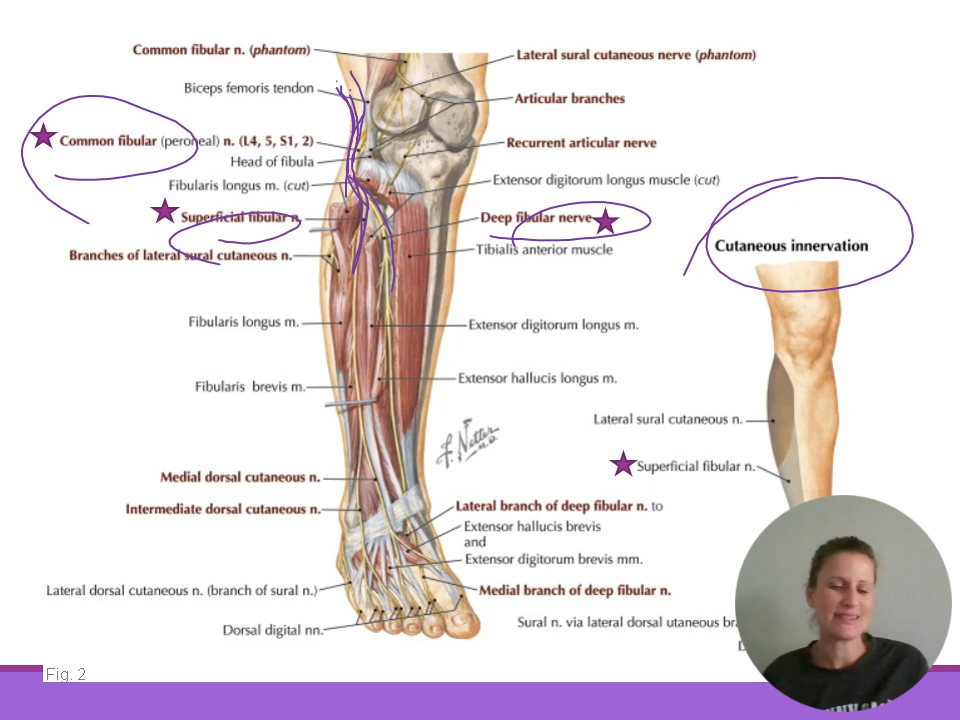 Common fibular n. (phantom)
Lateral sural cutaneous nerve (phantom)
Biceps femoris tendon
Articular branches
Common fibular (peroneal) n. (L4, 5, S1, 2)
Recurrent articular nerve
Head of fibula
Fibularis longus m. (cut)
Extensor digitorum longus muscle (cut)
Superficial fibular n.
Deep fibular nerve
Branches of lateral sural cutaneous n.
Tibialis anterior muscle
Cutaneous innervation
Fibularis longus m.
Extensor digitorum longus m.
Fibularis brevis m.
Extensor hallucis longus m.
Lateral sural cutaneous n.
F. Netter
M.D.
Superficial fibular n.
Medial dorsal cutaneous n.
Intermediate dorsal cutaneous n.
Lateral branch of deep fibular n. to
Extensor hallucis brevis
and
Extensor digitorum brevis mm.
Lateral dorsal cutaneous n. (branch of sural n.)
Medial branch of deep fibular n.
Dorsal digital nn.
Sural n. via lateral dorsal utaneous
Fig. 2